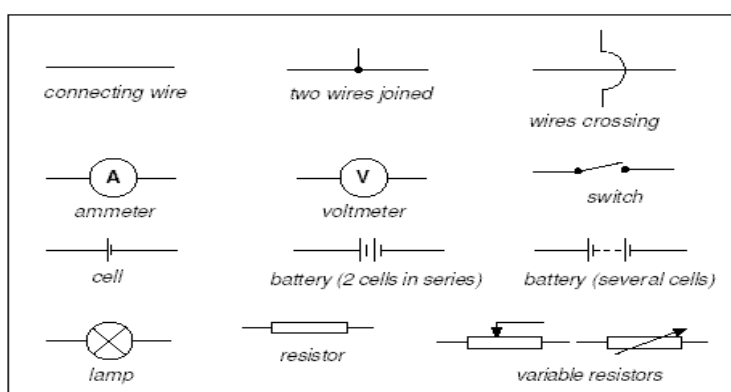 connecting wire
two wires joined
wires crossing
A
V
ammeter
voltmeter
switch
cell
battery (2 cells in series)
battery (several cells)
lamp
resistor
variable resistors